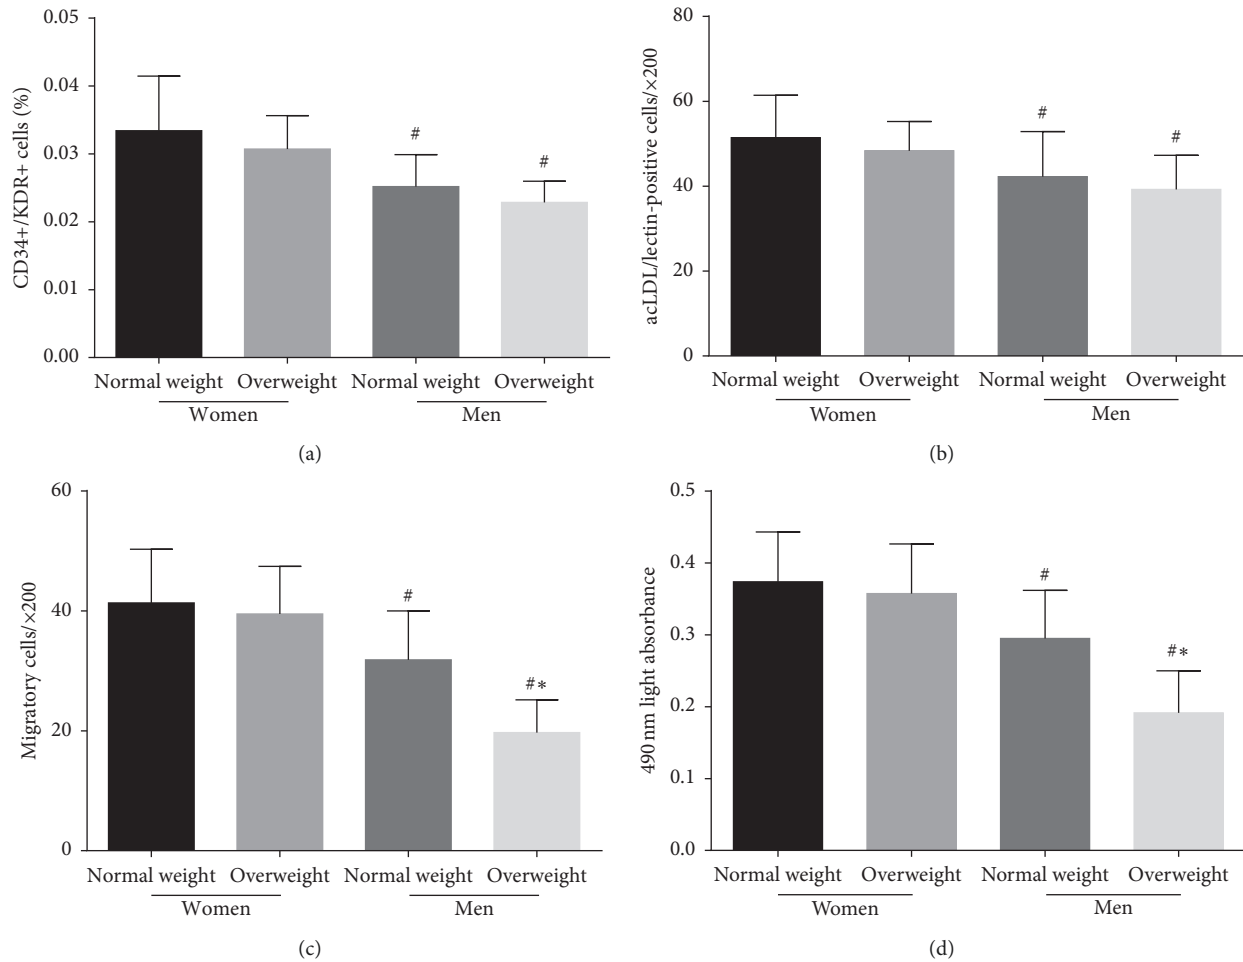 CD34+/KDR+ cells (%)
0.05
0.04
0.03
0.02
0.01
0.00
#
#
Normal weight Overweight Normal weight Overweight
Women Men
(a)
acLDL/lectin-positive cells/×200
80
60
40
20
0
#
#
Normal weight Overweight Normal weight Overweight
Women Men
(b)
Migratory cells/×200
60
40
20
0
#
#*
Normal weight Overweight Normal weight Overweight
Women Men
(c)
490 nm light absorbance
0.5
0.4
0.3
0.2
0.1
0.0
#
#*
Normal weight Overweight Normal weight Overweight
Women Men
(d)